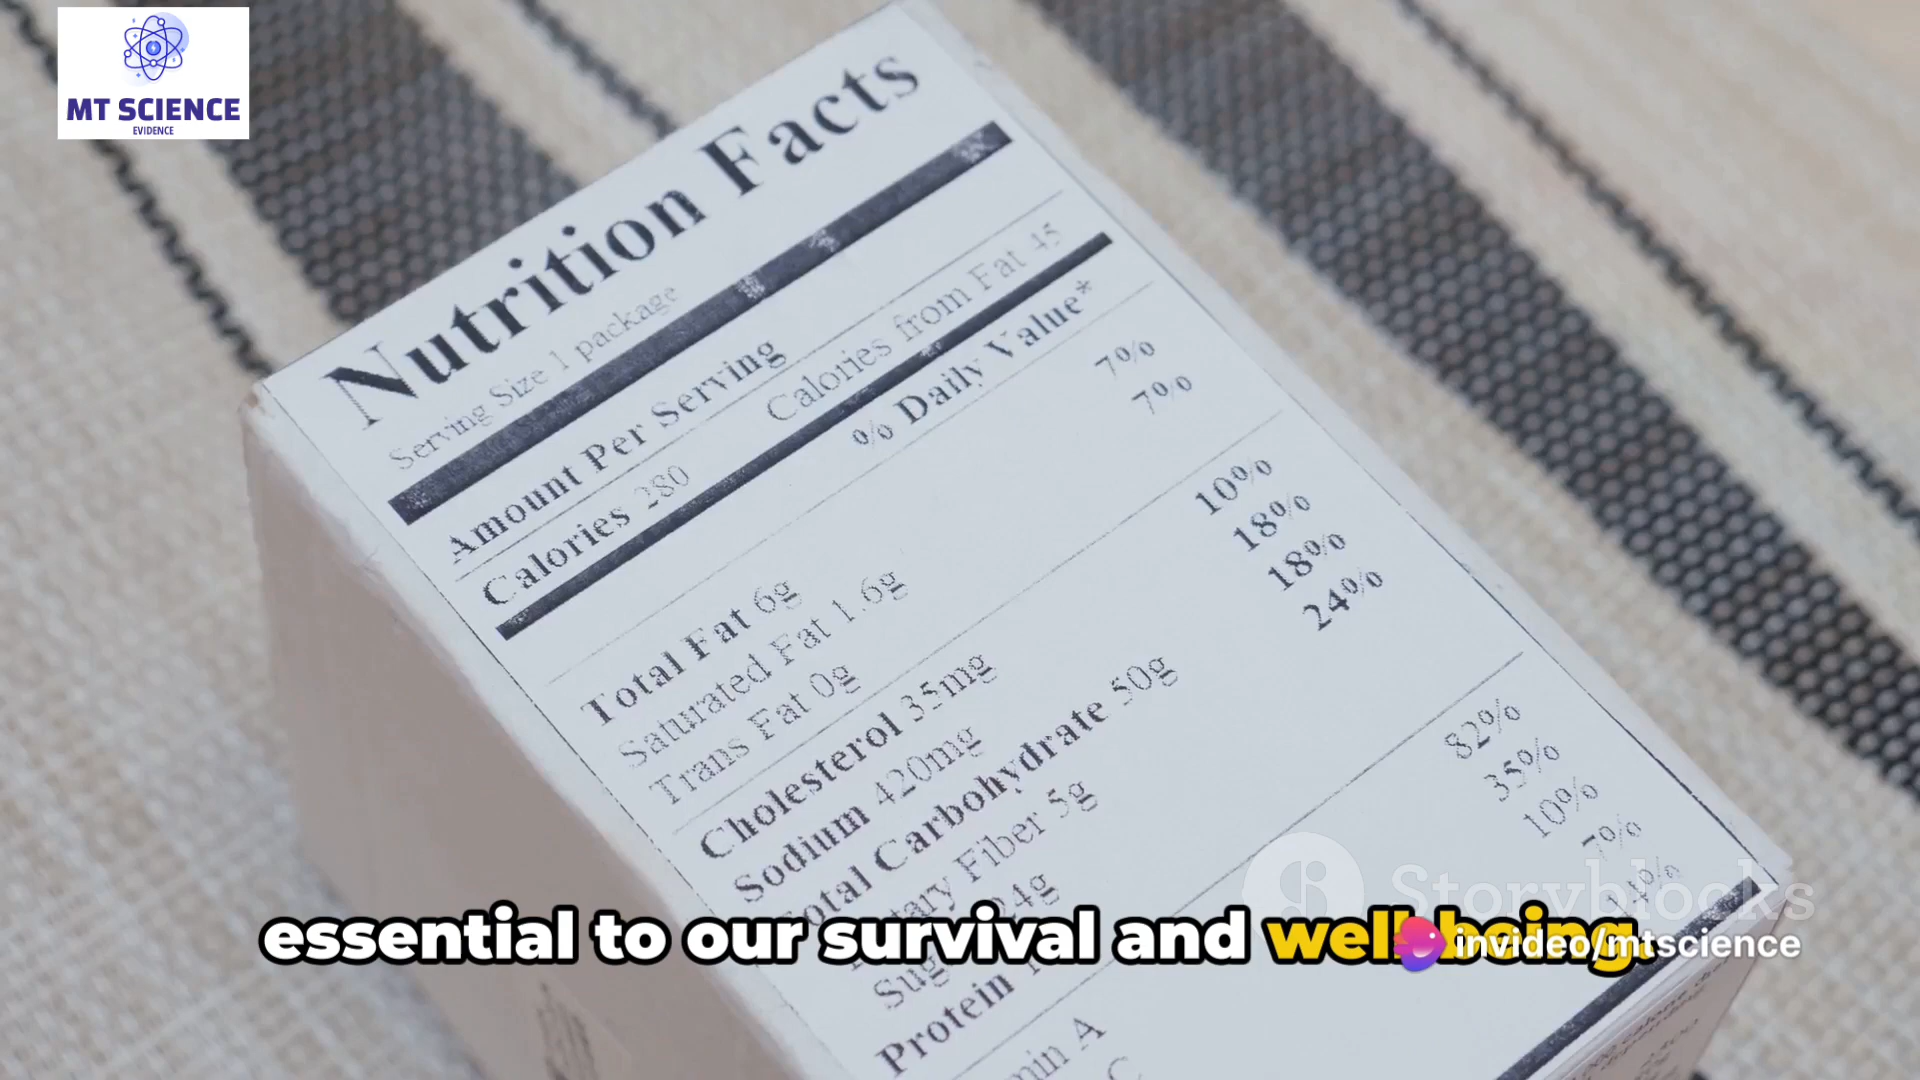 MT SCIENCE
EVIDENCE
Nutrition Facts
Serving Size 1 package
Amount Per Serving
Calories 280 Calories from Fat 45
% Daily Value*
Total Fat 6g 7%
Saturated Fat 1.6g 7%
Trans Fat 0g
Cholesterol 35mg 10%
Sodium 420mg 18%
Total Carbohydrate 50g 18%
Fiber 5g 24%
24g
Protein
82%
35%
10%
7%
A
C
essential to our survival and well-being.
Storyblocks
invideo/mtscience